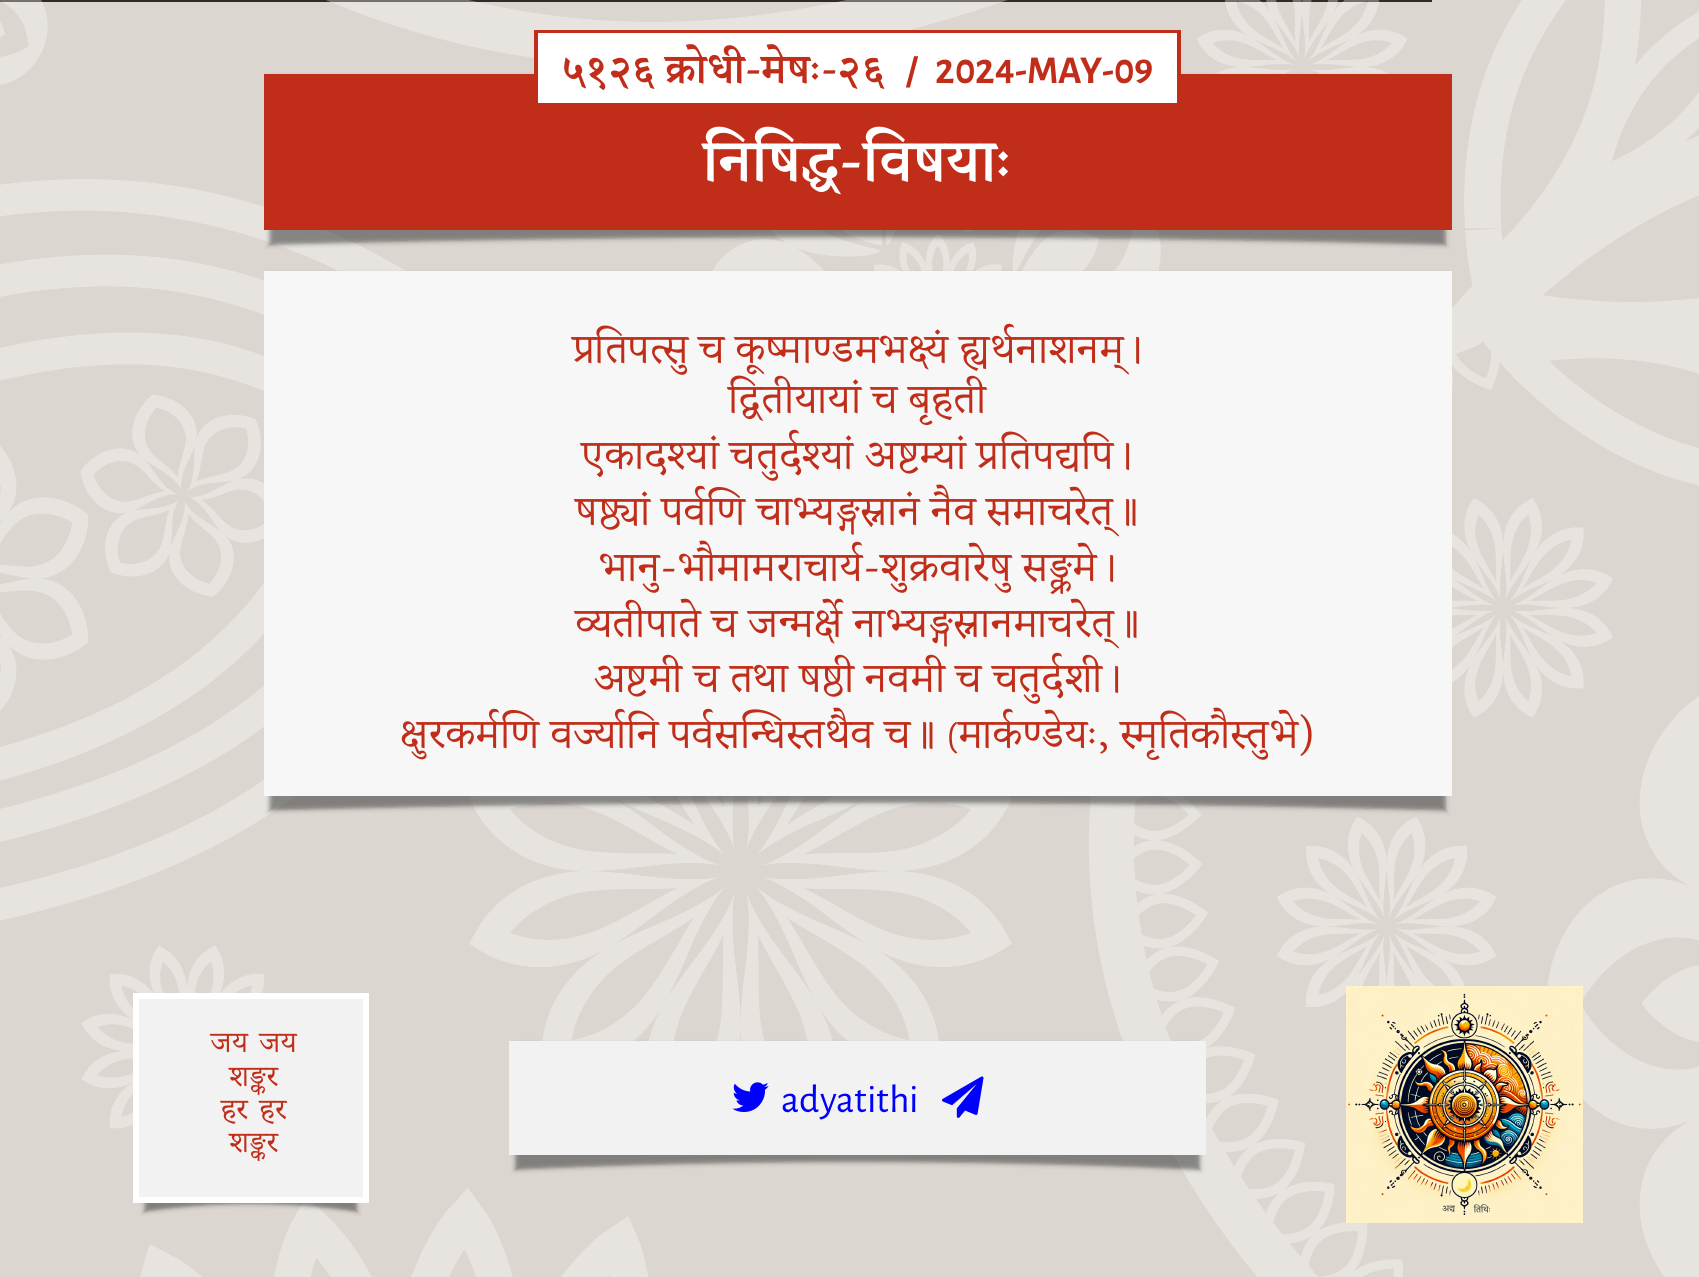 ५१२६ क्रोधी-मेषः-२६ / 2024-MAY-09
निषिद्ध-विषयाः
प्रतिपत्सु च कूष्माण्डमभक्ष्यं ह्यर्थनाशनम्।
द्वितीयायां च बृहती
एकादश्यां चतुर्दश्यां अष्टम्यां प्रतिपद्यपि।
षष्ठ्यां पर्वणि चाभ्यङ्गस्नानं नैव समाचरेत्॥
भानु-भौमामराचार्य-शुक्रवारेषु सङ्क्रमे।
व्यतीपाते च जन्मर्क्षे नाभ्यङ्गस्नानमाचरेत्॥
अष्टमी च तथा षष्ठी नवमी च चतुर्दशी।
क्षुरकर्मणि वर्ज्यानि पर्वसन्धिस्तथैव च॥ (मार्कण्डेयः, स्मृतिकौस्तुभे)
जय जय
शङ्कर
हर हर
शङ्कर
adyatithi
अद्य तिथिः